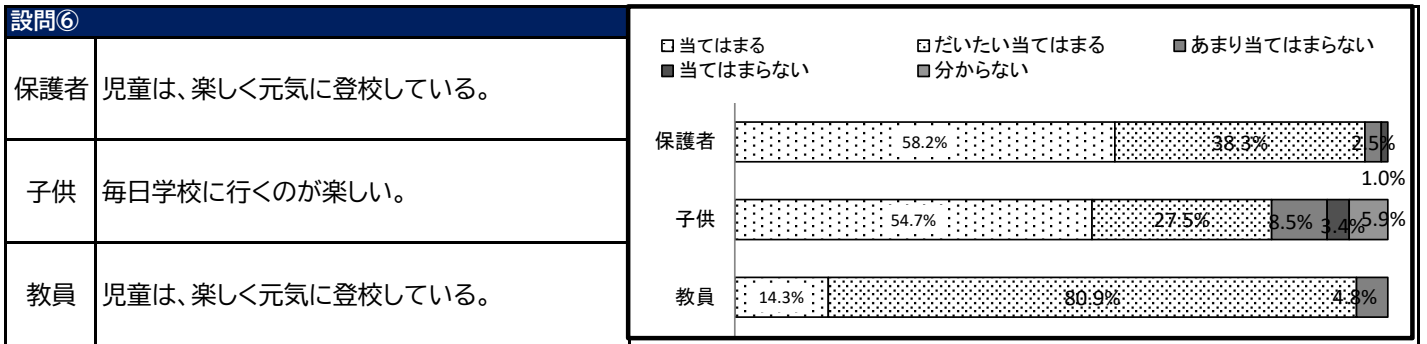 設問⑥
保護者 児童は、楽しく元気に登校している。
子供 毎日学校に行くのが楽しい。
教員 児童は、楽しく元気に登校している。
当てはまる だいたい当てはまる あまり当てはまらない
当てはまらない 分からない
保護者 58.2% 38.3% 2.5%
1.0%
子供 54.7% 27.5% 8.5% 3.4% 5.9%
教員 14.3% 80.9% 4.8%